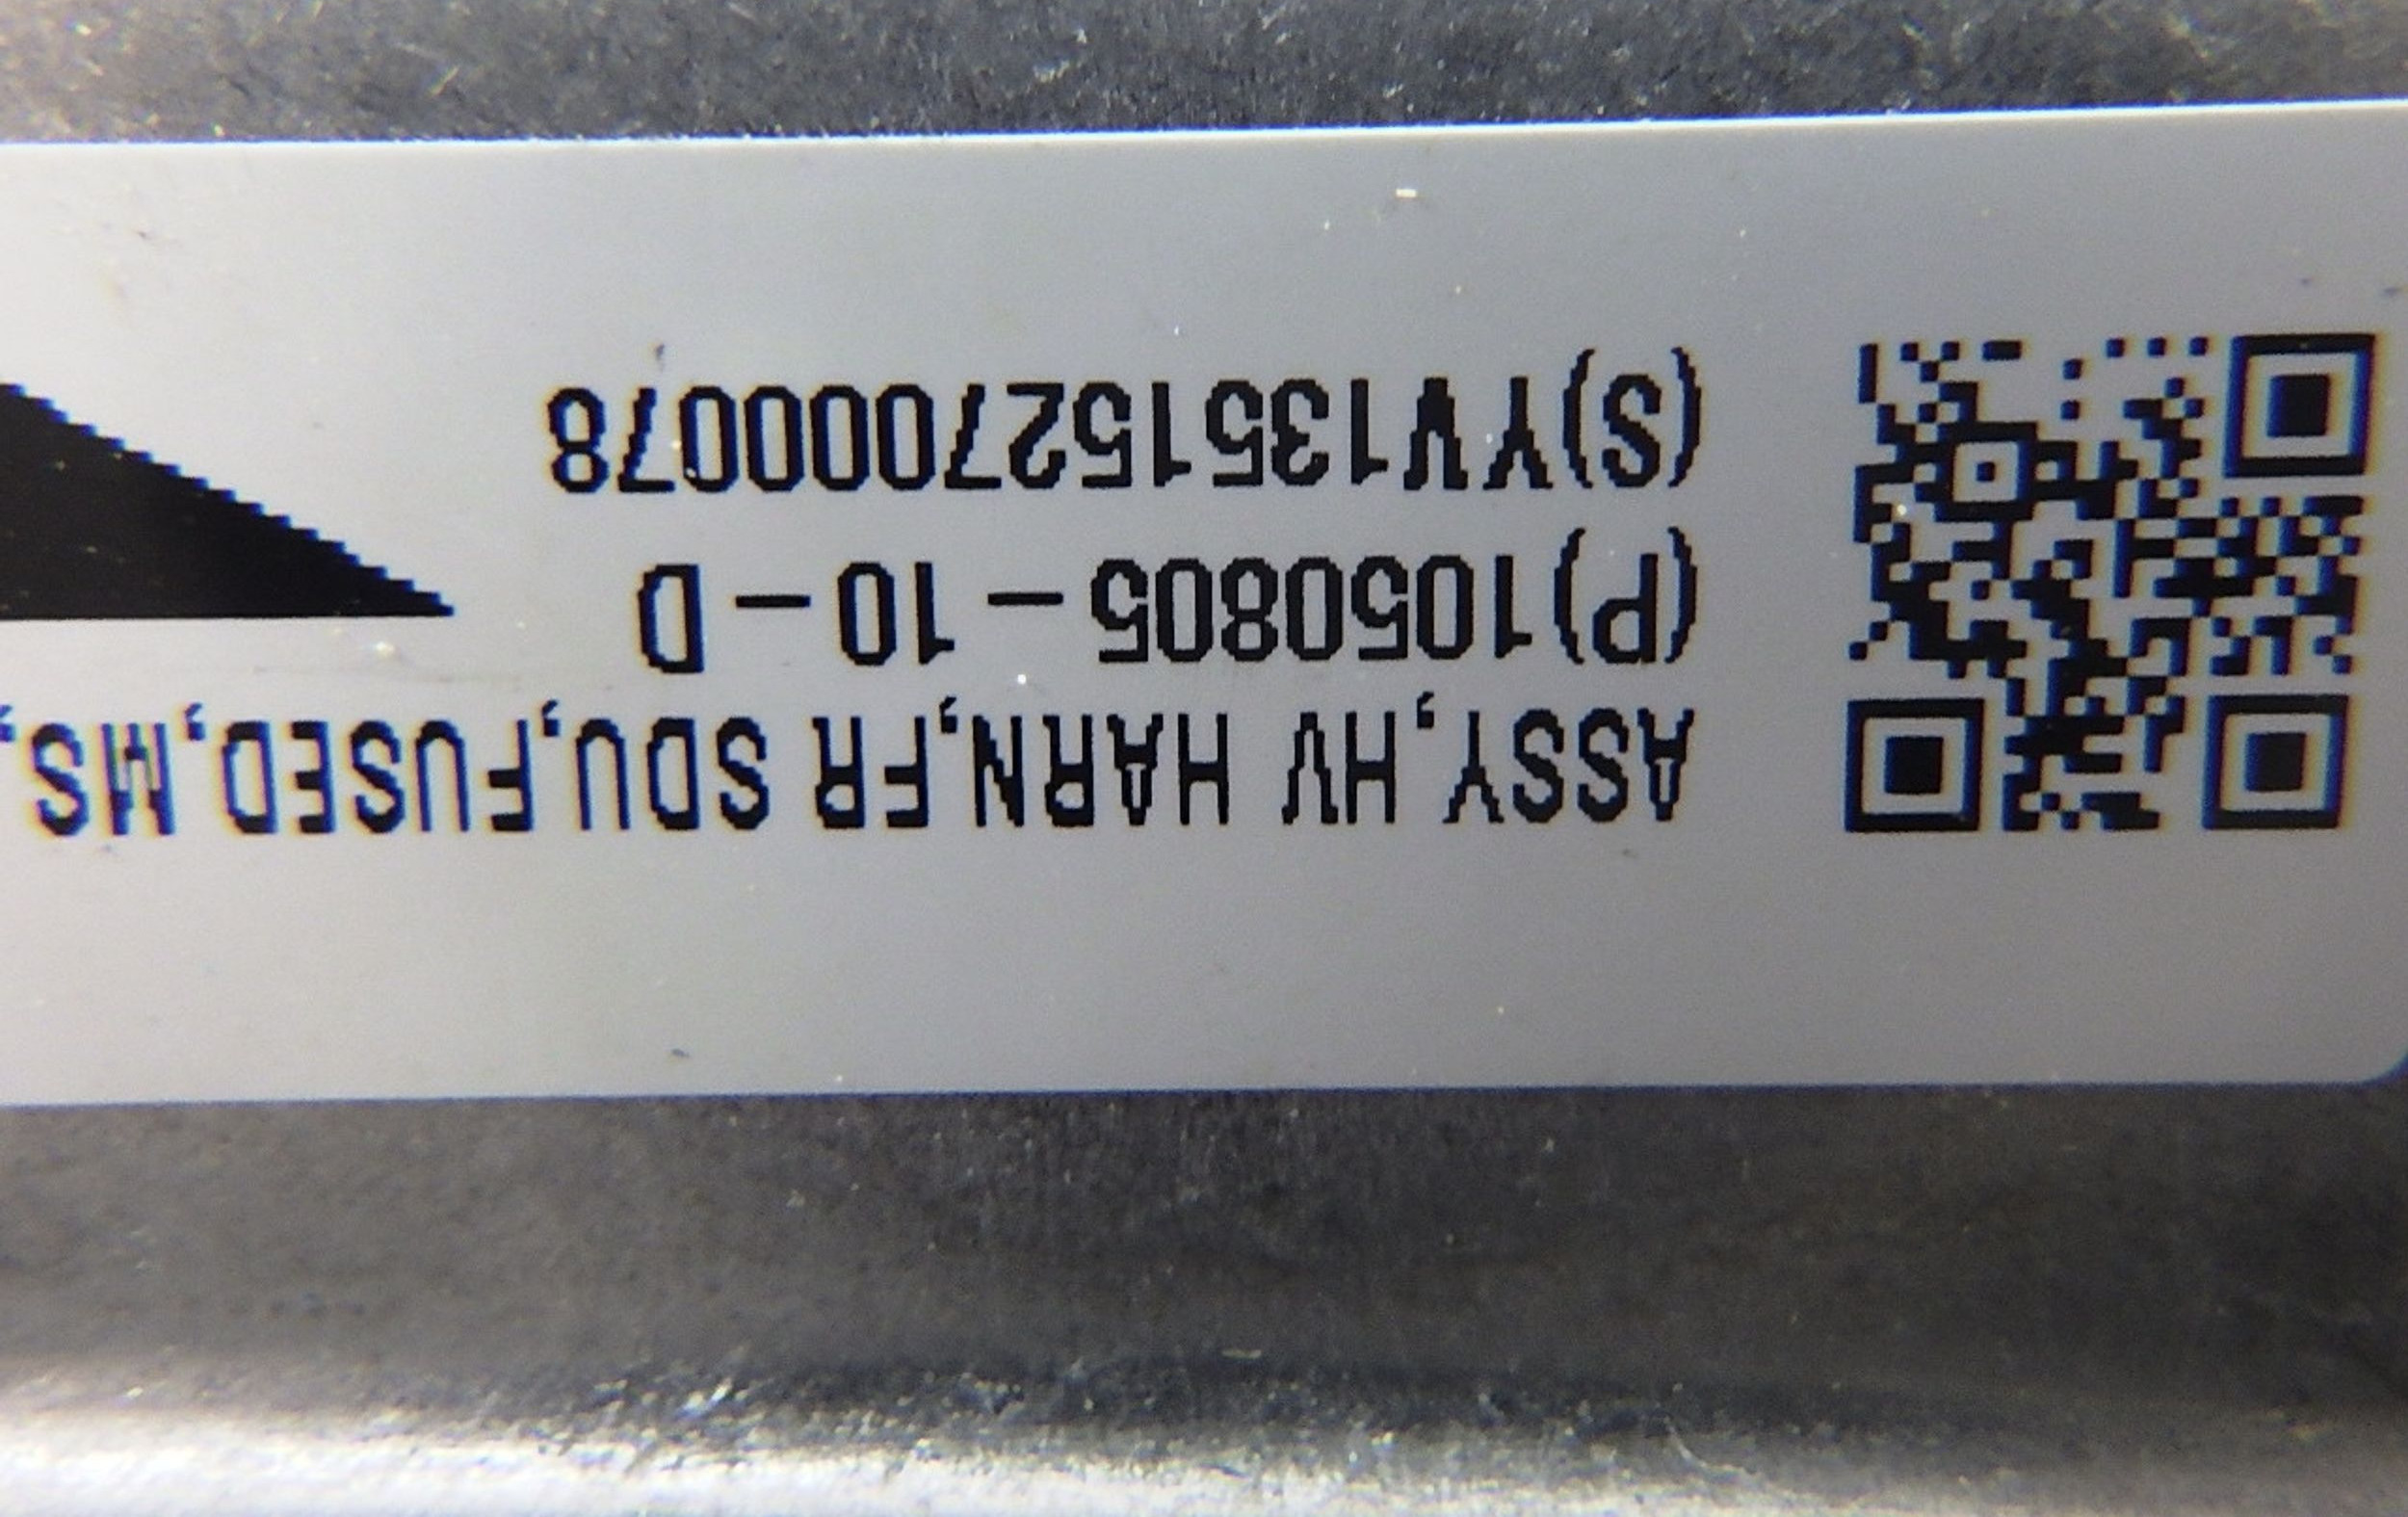 ASSY,HV HARN,FR SDU,FUSED,MS,
(P)1050805-10-D
(S)YV13515270000078